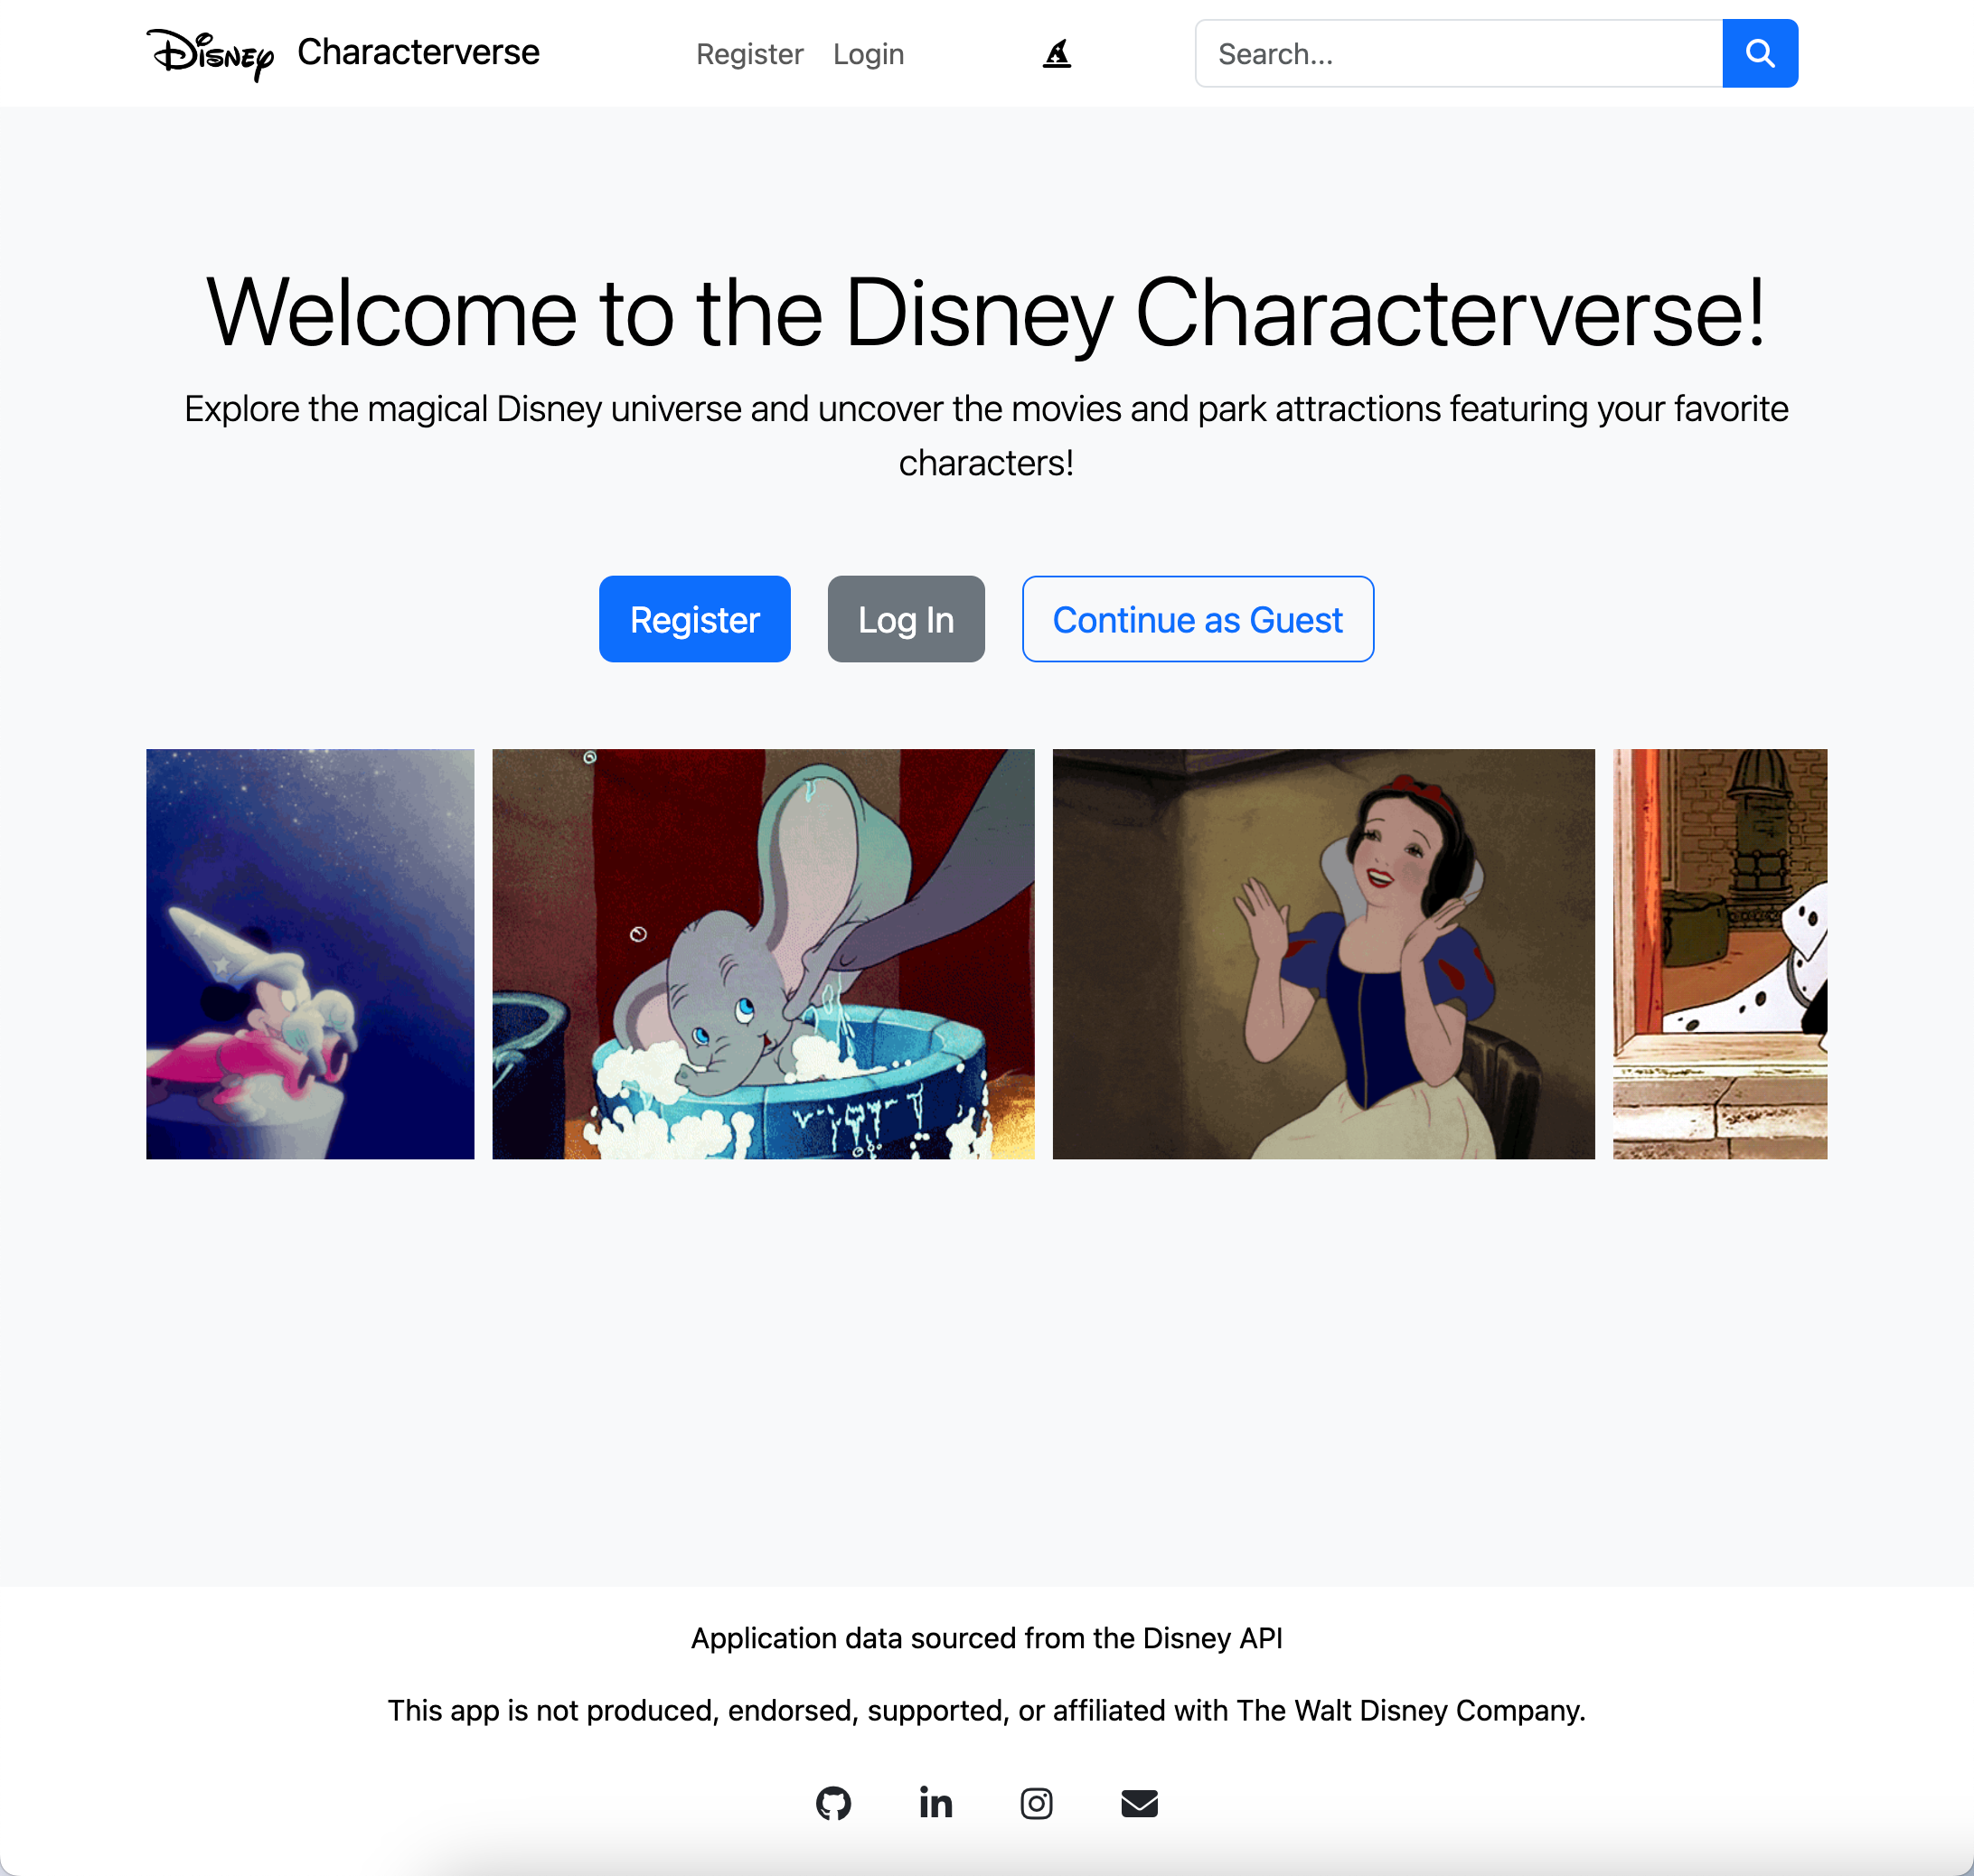 Disney Characterverse Register Login Search...
Welcome to the Disney Characterverse!
Explore the magical Disney universe and uncover the movies and park attractions featuring your favorite
characters!
Register Log In Continue as Guest
Application data sourced from the Disney API
This app is not produced, endorsed, supported, or affiliated with The Walt Disney Company.
in